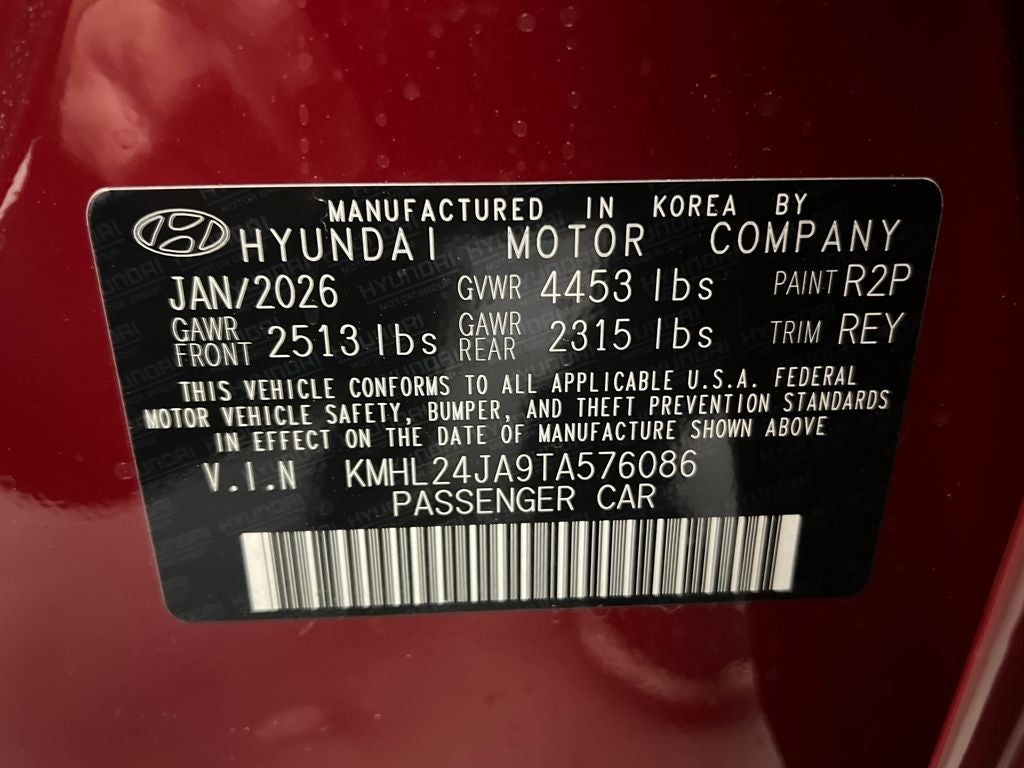 MANUFACTURED IN KOREA BY
HYUNDAI MOTOR COMPANY
JAN/2026 GVWR 4453 lbs PAINT R2P
GAWR FRONT 2513 lbs GAWR REAR 2315 lbs TRIM REY
THIS VEHICLE CONFORMS TO ALL APPLICABLE U.S.A. FEDERAL
MOTOR VEHICLE SAFETY, BUMPER, AND THEFT PREVENTION STANDARDS
IN EFFECT ON THE DATE OF MANUFACTURE SHOWN ABOVE
V.I.N KMHL24JA9TA576086
PASSENGER CAR